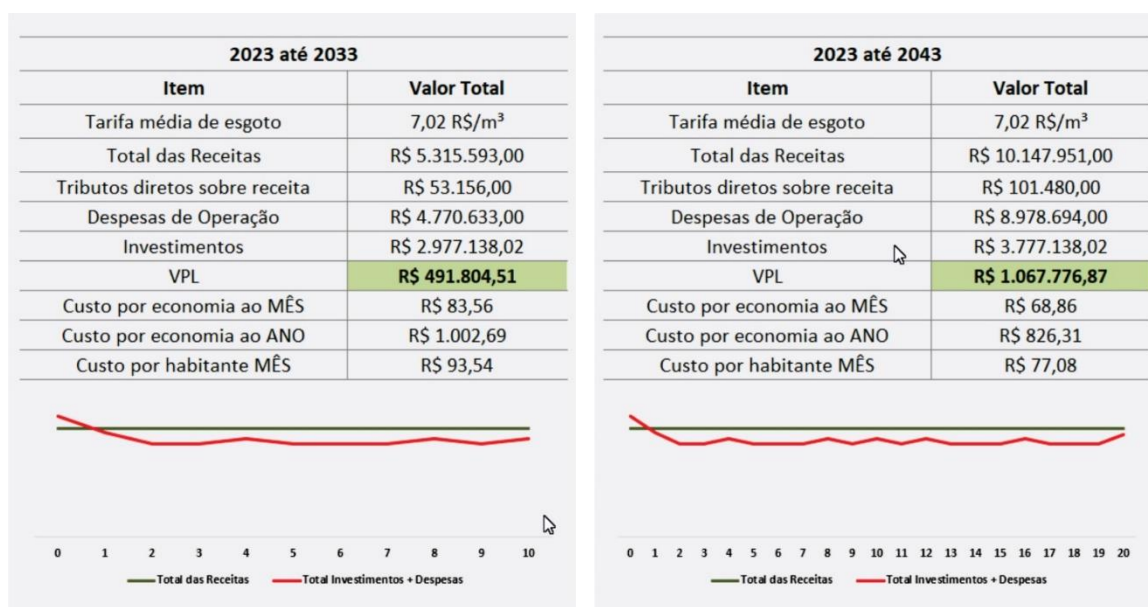 2023 até 2033
Item Valor Total
Tarifa média de esgoto 7,02 R$/m³
Total das Receitas R$ 5.315.593,00
Tributos diretos sobre receita R$ 53.156,00
Despesas de Operação R$ 4.770.633,00
Investimentos R$ 2.977.138,02
VPL R$ 491.804,51
Custo por economia ao MÊS R$ 83,56
Custo por economia ao ANO R$ 1.002,69
Custo por habitante MÊS R$ 93,54
0 1 2 3 4 5 6 7 8 9 10
Total das Receitas Total Investimentos + Despesas
2023 até 2043
Item Valor Total
Tarifa média de esgoto 7,02 R$/m³
Total das Receitas R$ 10.147.951,00
Tributos diretos sobre receita R$ 101.480,00
Despesas de Operação R$ 8.978.694,00
Investimentos R$ 3.777.138,02
VPL R$ 1.067.776,87
Custo por economia ao MÊS R$ 68,86
Custo por economia ao ANO R$ 826,31
Custo por habitante MÊS R$ 77,08
0 1 2 3 4 5 6 7 8 9 10 11 12 13 14 15 16 17 18 19 20
Total das Receitas Total Investimentos + Despesas